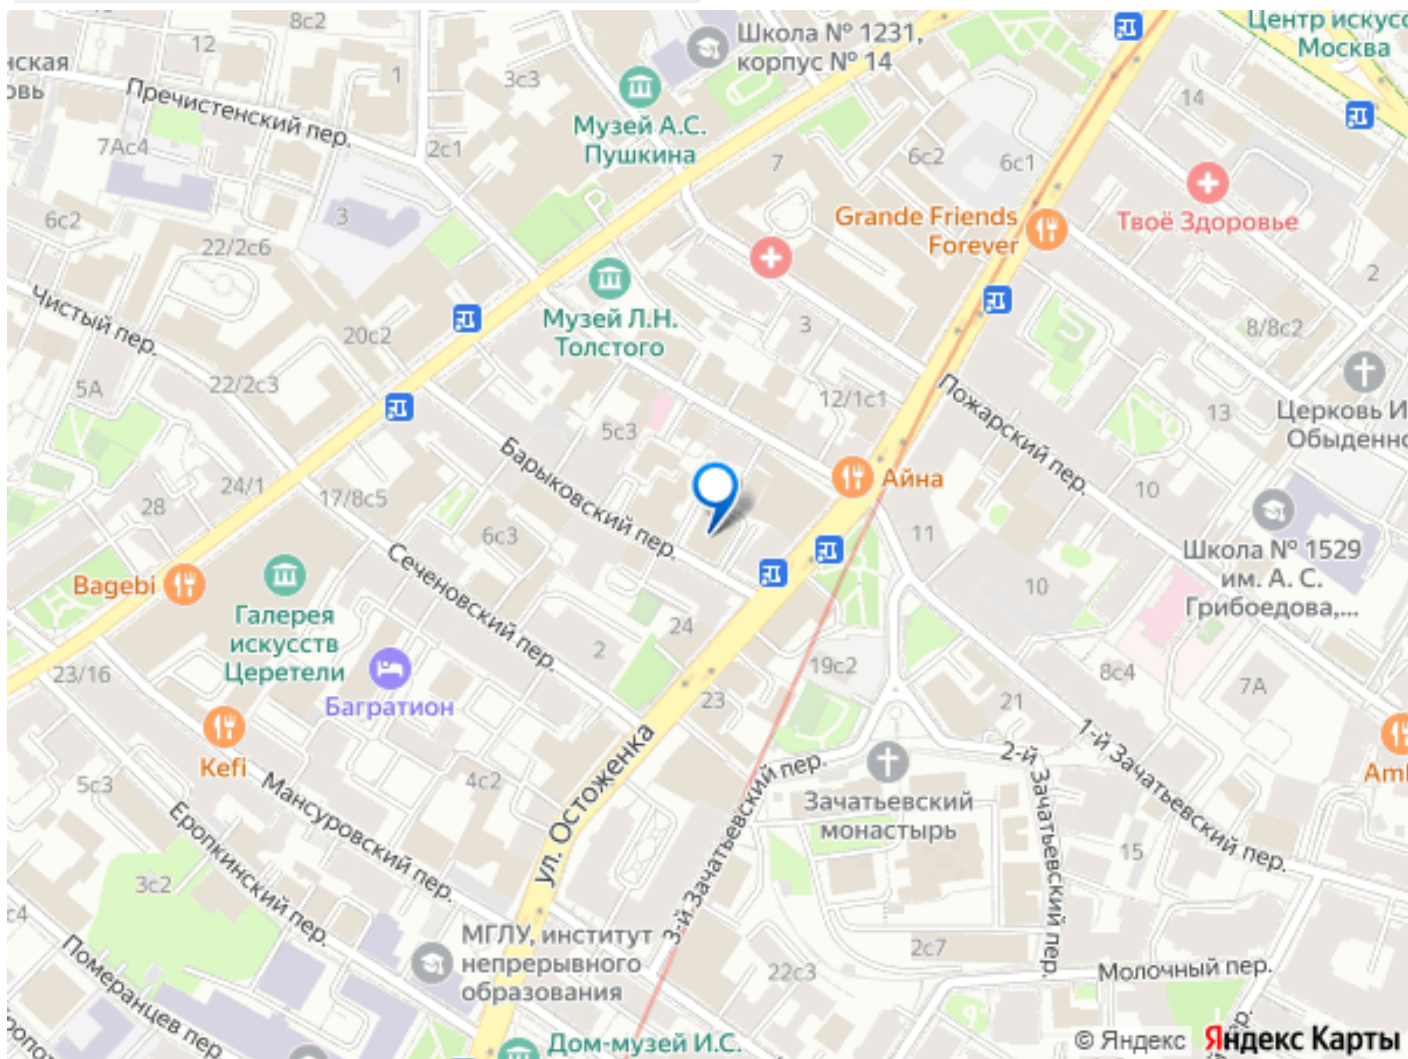 8с2
Школа № 1231,
корпус № 14
Центр искусс
Москва
12
1
3с3
нская
овь
Пречистенский пер.
14
Музей А.С.
Пушкина
7Ас4
2с1
7
6с2
6с1
Твоё Здоровье
Grande Friends
Forever
3
6с2
22/2с6
2
Чистый пер.
Музей Л.Н.
Толстого
3
8/8с2
20с2
22/2с3
5А
12/1с1
Пожарский пер.
13
Церковь И
Обыденно
5с3
Барыковский пер.
Айна
24/1
17/8с5
28
10
11
6с3
Школа № 1529
им. А. С.
Грибоедова,...
Сеченовский пер.
Bagebi
Галерея
искусств
Церетели
10
24
2
19с2
8с4
7А
23/16
Багратион
23
21
Kefi
ул. Остоженка
2-й Зачатьевский пер.
1-й Зачатьевский пер.
3-й Зачатьевский пер.
Зачатьевский
монастырь
Aml
5с3
4с2
Мансуровский пер.
Еропкинский пер.
15
3с2
с4
МГЛУ, институт
непрерывного
образования
2с7
22с3
Молочный пер.
Померанцев пер.
Дом-музей И.С.
© Яндекс Яндекс Карты